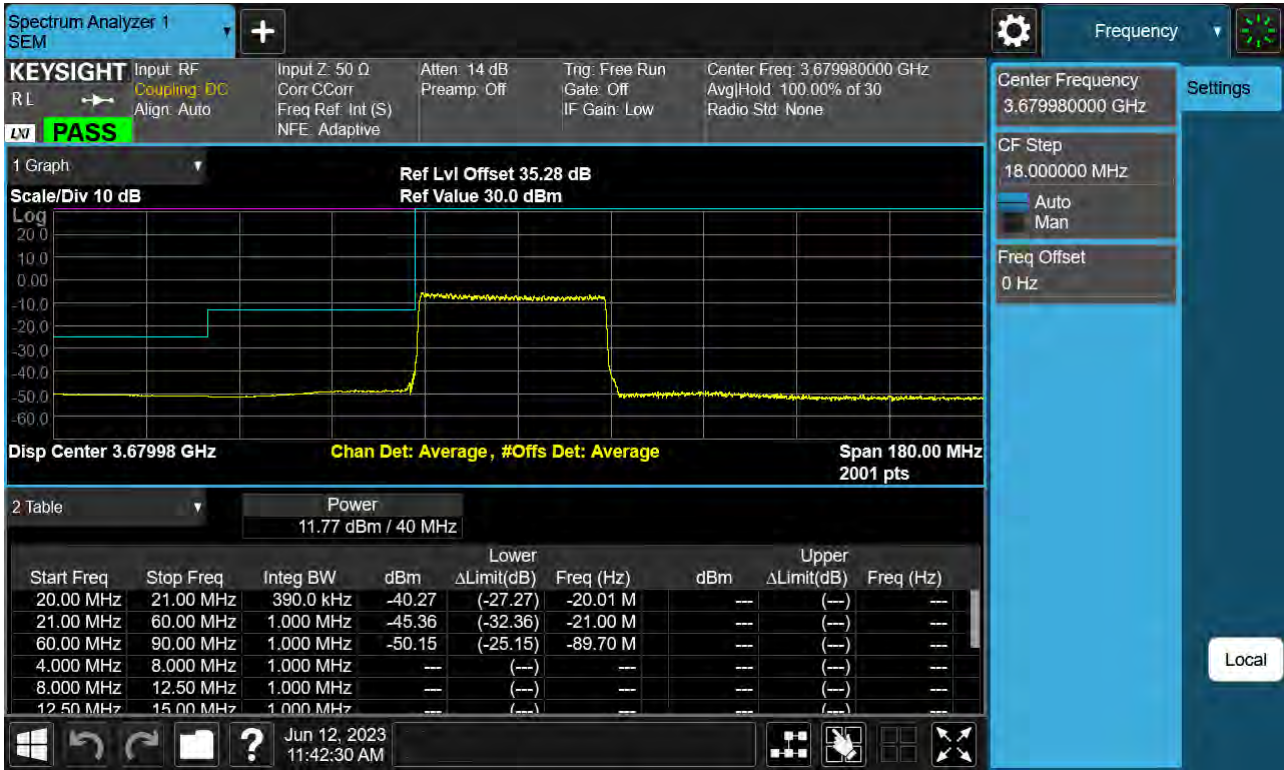 Spectrum Analyzer 1
SEM
+
Frequency
KEYSIGHT
R L
LXI
PASS
Input: RF
Coupling: DC
Align: Auto
Input Z: 50 Ω
Corr CCorr
Freq Ref: Int (S)
NFE: Adaptive
Atten: 14 dB
Preamp: Off
Trig: Free Run
Gate: Off
IF Gain: Low
Center Freq: 3.679980000 GHz
Avg|Hold: 100.00% of 30
Radio Std: None
Center Frequency
3.679980000 GHz
Settings
CF Step
18.000000 MHz
Auto
Man
Freq Offset
0 Hz
Local
1 Graph
Scale/Div 10 dB
Ref Lvl Offset 35.28 dB
Ref Value 30.0 dBm
Log
20.0
10.0
0.00
-10.0
-20.0
-30.0
-40.0
-50.0
-60.0
Disp Center 3.67998 GHz
Chan Det: Average, #Offs Det: Average
Span 180.00 MHz
2001 pts
2 Table
Power
11.77 dBm / 40 MHz
Lower Upper
Start Freq Stop Freq Integ BW dBm ΔLimit(dB) Freq (Hz) dBm ΔLimit(dB) Freq (Hz)
20.00 MHz 21.00 MHz 390.0 kHz -40.27 (-27.27) -20.01 M --- (---) ---
21.00 MHz 60.00 MHz 1.000 MHz -45.36 (-32.36) -21.00 M --- (---) ---
60.00 MHz 90.00 MHz 1.000 MHz -50.15 (-25.15) -89.70 M --- (---) ---
4.000 MHz 8.000 MHz 1.000 MHz --- (---) --- --- (---) ---
8.000 MHz 12.50 MHz 1.000 MHz --- (---) --- --- (---) ---
12.50 MHz 15.00 MHz 1.000 MHz --- (---) --- --- (---) ---
?
Jun 12, 2023
11:42:30 AM